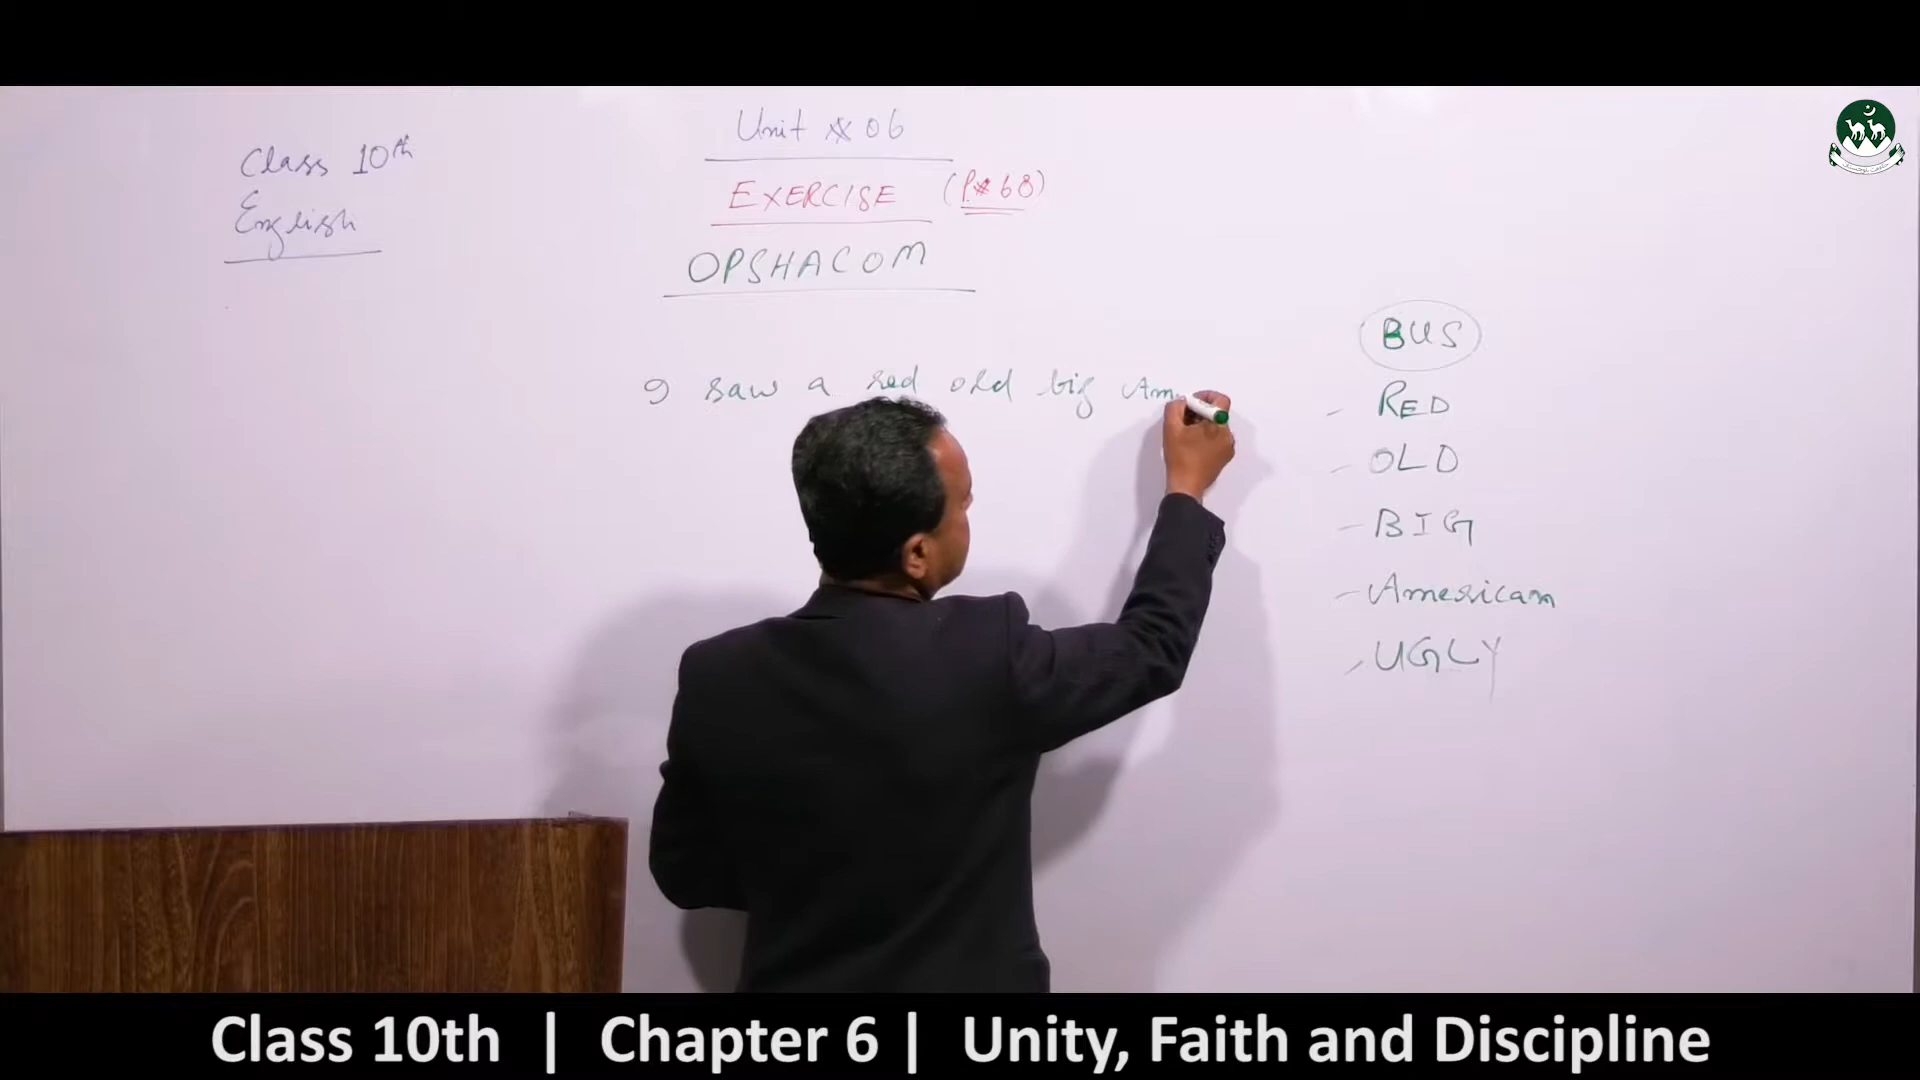 Class 10th
English
Unit # 06
EXERCISE (P# 68)
OPSHACOM
I saw a red old big Am
BUS
- RED
- OLD
- BIG
- American
- UGLY
Class 10th | Chapter 6 | Unity, Faith and Discipline